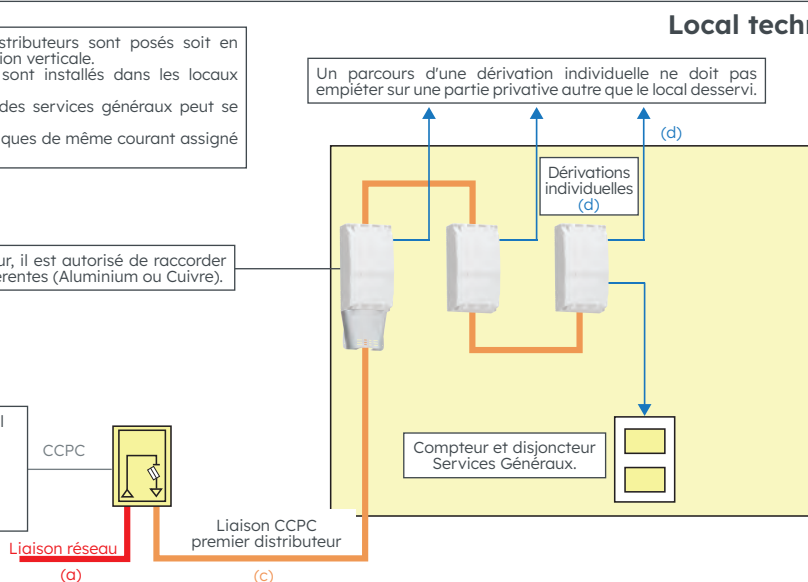 Local techn
stributeurs sont posés soit en
ion verticale.
sont installés dans les locaux
des services généraux peut se
iques de même courant assigné
Un parcours d'une dérivation individuelle ne doit pas
empiéter sur une partie privative autre que le local desservi.
(d)
Dérivations
individuelles
(d)
ur, il est autorisé de raccorder
érentes (Aluminium ou Cuivre).
l
CCPC
Compteur et disjoncteur
Services Généraux.
Liaison CCPC
premier distributeur
Liaison réseau
(a)
(c)